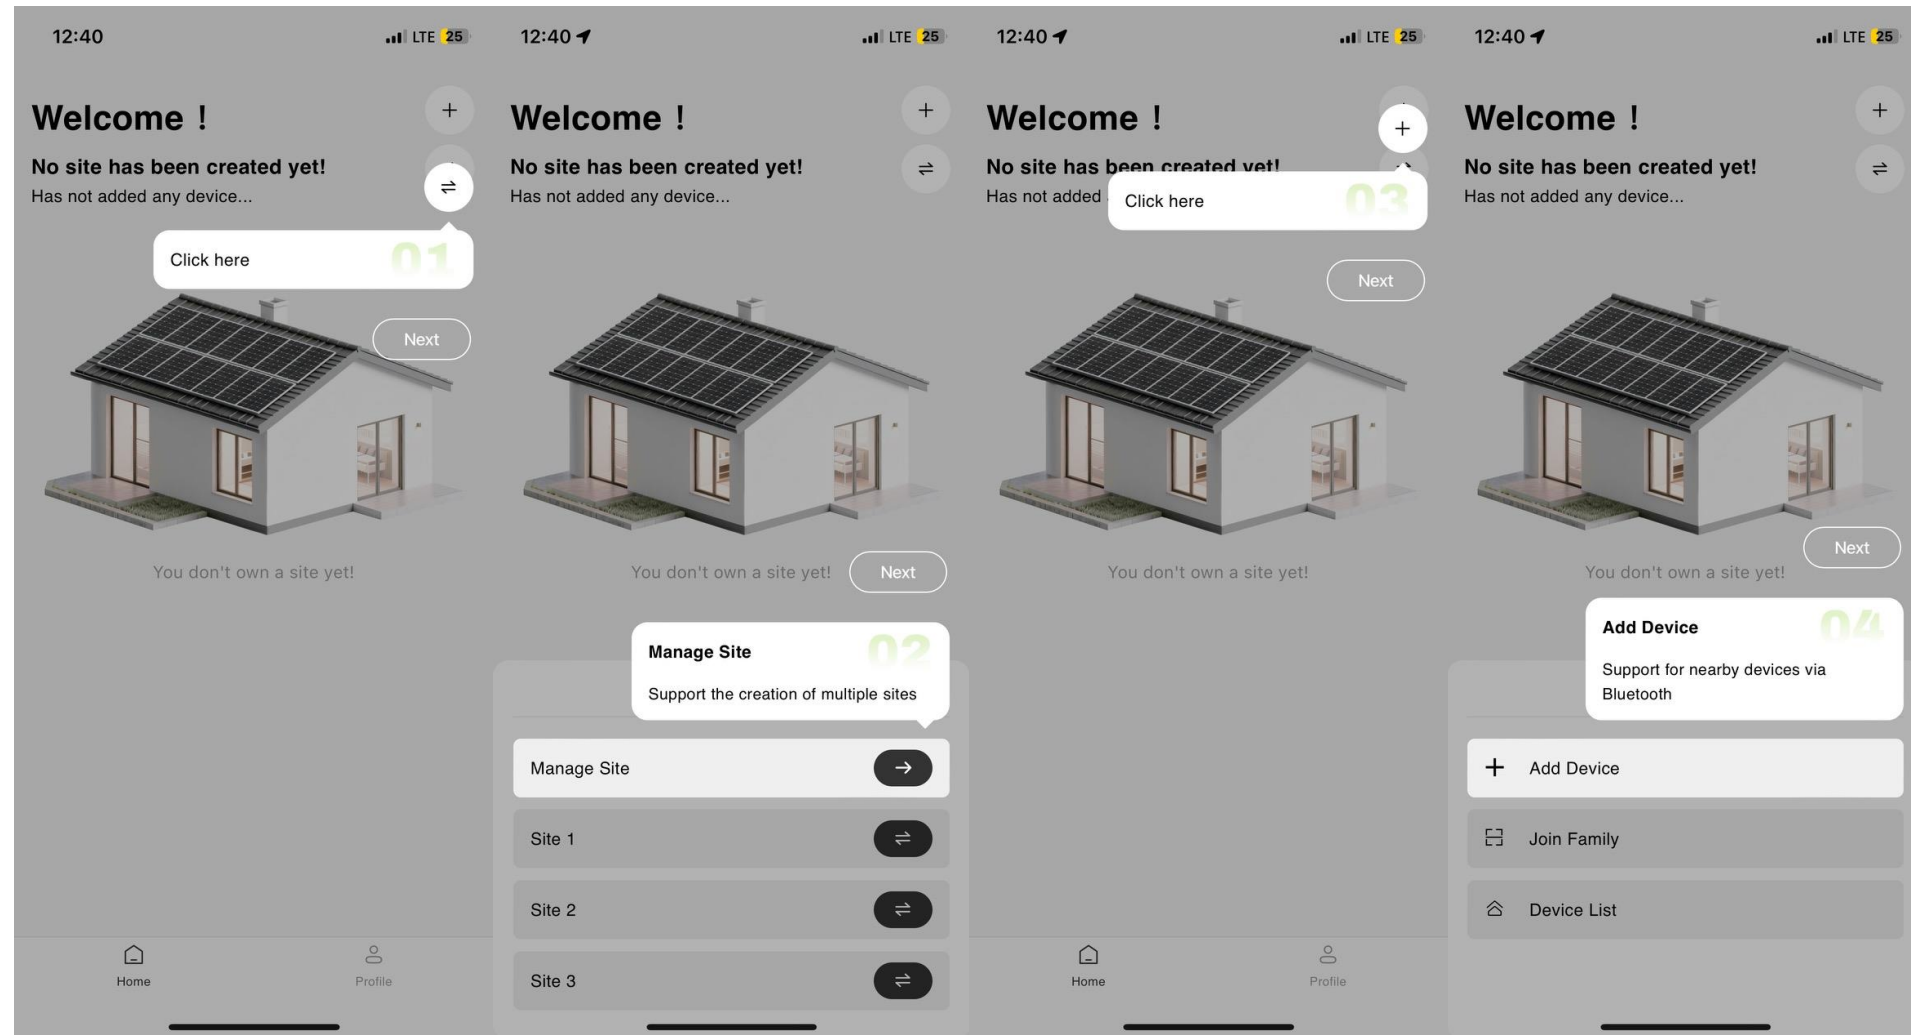 12:40
LTE 25
Welcome !
No site has been created yet!
Has not added any device...
Click here
01
Next
You don't own a site yet!
Home
Profile
12:40
LTE 25
Welcome !
No site has been created yet!
Has not added any device...
You don't own a site yet!
Next
Manage Site
02
Support the creation of multiple sites
Manage Site
Site 1
Site 2
Site 3
12:40
LTE 25
Welcome !
No site has been created yet!
Has not added
Click here
03
Next
You don't own a site yet!
Home
Profile
12:40
LTE 25
Welcome !
No site has been created yet!
Has not added any device...
Next
You don't own a site yet!
Add Device
04
Support for nearby devices via
Bluetooth
Add Device
Join Family
Device List